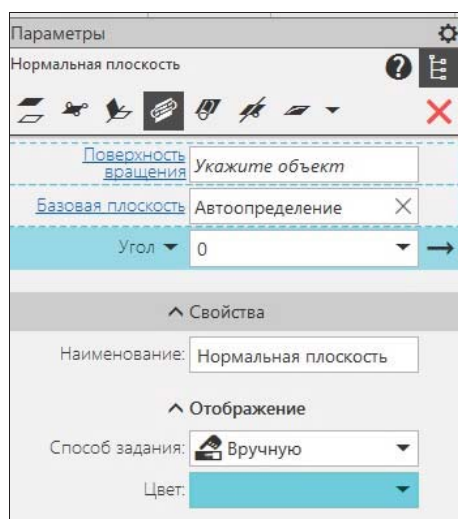 Параметры
Нормальная плоскость
Поверхность
вращения
Укажите объект
Базовая плоскость Автоопределение
Угол 0
Свойства
Наименование: Нормальная плоскость
Отображение
Способ задания: Вручную
Цвет: